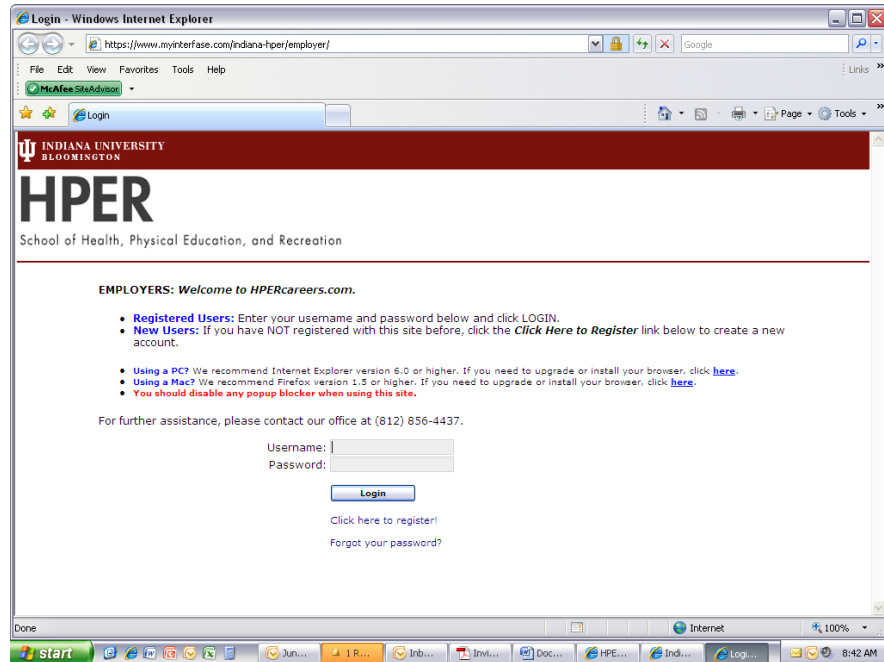 Login - Windows Internet Explorer
https://www.myinterfase.com/indiana-hper/employer/
Google
File Edit View Favorites Tools Help
Links »
McAfee SiteAdvisor
Login
Page Tools »
INDIANA UNIVERSITY
BLOOMINGTON
HPER
School of Health, Physical Education, and Recreation
EMPLOYERS: Welcome to HPERcareers.com.
• Registered Users: Enter your username and password below and click LOGIN.
• New Users: If you have NOT registered with this site before, click the Click Here to Register link below to create a new
account.
• Using a PC? We recommend Internet Explorer version 6.0 or higher. If you need to upgrade or install your browser, click here.
• Using a Mac? We recommend Firefox version 1.5 or higher. If you need to upgrade or install your browser, click here.
• You should disable any popup blocker when using this site.
For further assistance, please contact our office at (812) 856-4437.
Username:
Password:
Login
Click here to register!
Forgot your password?
Done Internet 100%
start Jun... 1 R... Inb... Invi... Doc... HPE... Indi... Logi... 8:42 AM